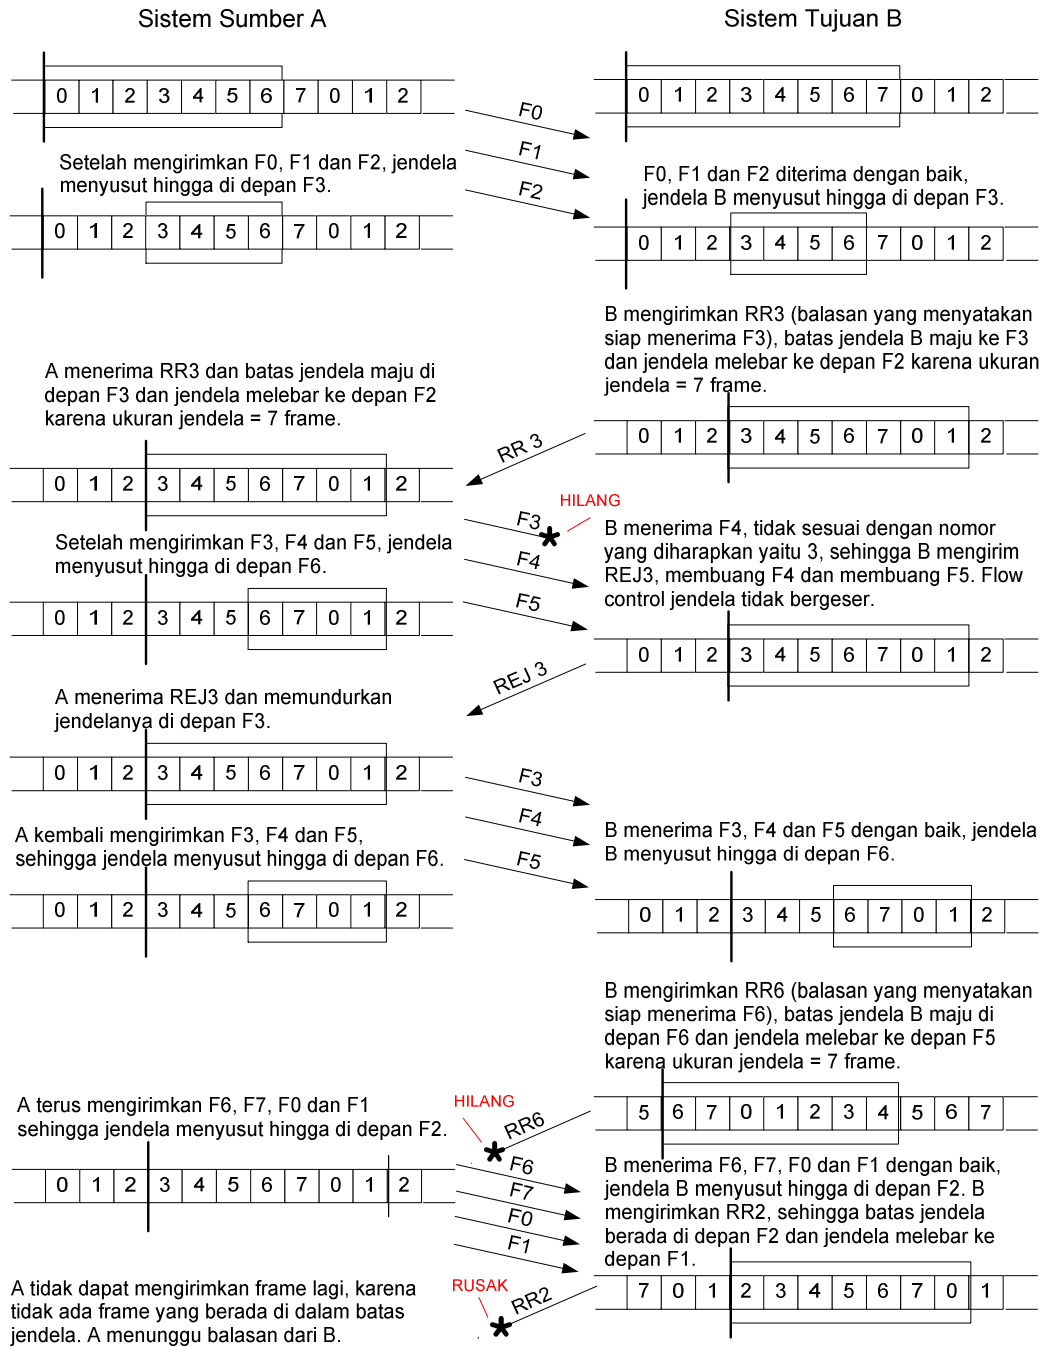 Sistem Sumber A
Sistem Tujuan B
0 1 2 3 4 5 6 7 0 1 2
0 1 2 3 4 5 6 7 0 1 2
F0
F1
F2
Setelah mengirimkan F0, F1 dan F2, jendela
menyusut hingga di depan F3.
0 1 2 3 4 5 6 7 0 1 2
F0, F1 dan F2 diterima dengan baik,
jendela B menyusut hingga di depan F3.
0 1 2 3 4 5 6 7 0 1 2
B mengirimkan RR3 (balasan yang menyatakan
siap menerima F3), batas jendela B maju ke F3
dan jendela melebar ke depan F2 karena ukuran
jendela = 7 frame.
0 1 2 3 4 5 6 7 0 1 2
RR 3
A menerima RR3 dan batas jendela maju di
depan F3 dan jendela melebar ke depan F2
karena ukuran jendela = 7 frame.
0 1 2 3 4 5 6 7 0 1 2
HILANG
F3
F4
F5
Setelah mengirimkan F3, F4 dan F5, jendela
menyusut hingga di depan F6.
0 1 2 3 4 5 6 7 0 1 2
B menerima F4, tidak sesuai dengan nomor
yang diharapkan yaitu 3, sehingga B mengirim
REJ3, membuang F4 dan membuang F5. Flow
control jendela tidak bergeser.
0 1 2 3 4 5 6 7 0 1 2
REJ 3
A menerima REJ3 dan memundurkan
jendelanya di depan F3.
0 1 2 3 4 5 6 7 0 1 2
F3
F4
F5
A kembali mengirimkan F3, F4 dan F5,
sehingga jendela menyusut hingga di depan F6.
0 1 2 3 4 5 6 7 0 1 2
B menerima F3, F4 dan F5 dengan baik, jendela
B menyusut hingga di depan F6.
0 1 2 3 4 5 6 7 0 1 2
B mengirimkan RR6 (balasan yang menyatakan
siap menerima F6), batas jendela B maju di
depan F6 dan jendela melebar ke depan F5
karena ukuran jendela = 7 frame.
5 6 7 0 1 2 3 4 5 6 7
HILANG
RR6
A terus mengirimkan F6, F7, F0 dan F1
sehingga jendela menyusut hingga di depan F2.
0 1 2 3 4 5 6 7 0 1 2
F6
F7
F0
F1
B menerima F6, F7, F0 dan F1 dengan baik,
jendela B menyusut hingga di depan F2. B
mengirimkan RR2, sehingga batas jendela
berada di depan F2 dan jendela melebar ke
depan F1.
7 0 1 2 3 4 5 6 7 0 1
RUSAK
RR2
A tidak dapat mengirimkan frame lagi, karena
tidak ada frame yang berada di dalam batas
jendela. A menunggu balasan dari B.